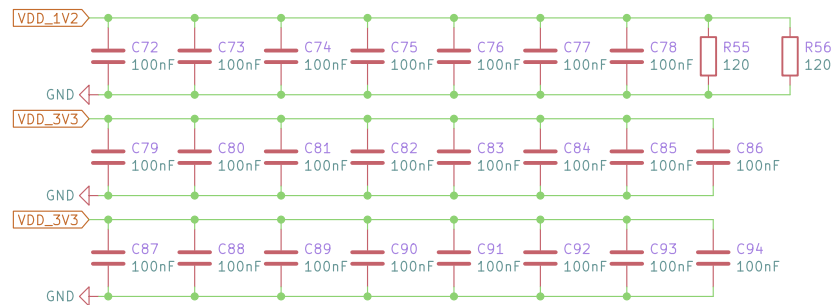 VDD_1V2
C72 C73 C74 C75 C76 C77 C78 R55 R56
100nF 100nF 100nF 100nF 100nF 100nF 100nF 120 120
GND
VDD_3V3
C79 C80 C81 C82 C83 C84 C85 C86
100nF 100nF 100nF 100nF 100nF 100nF 100nF 100nF
GND
VDD_3V3
C87 C88 C89 C90 C91 C92 C93 C94
100nF 100nF 100nF 100nF 100nF 100nF 100nF 100nF
GND